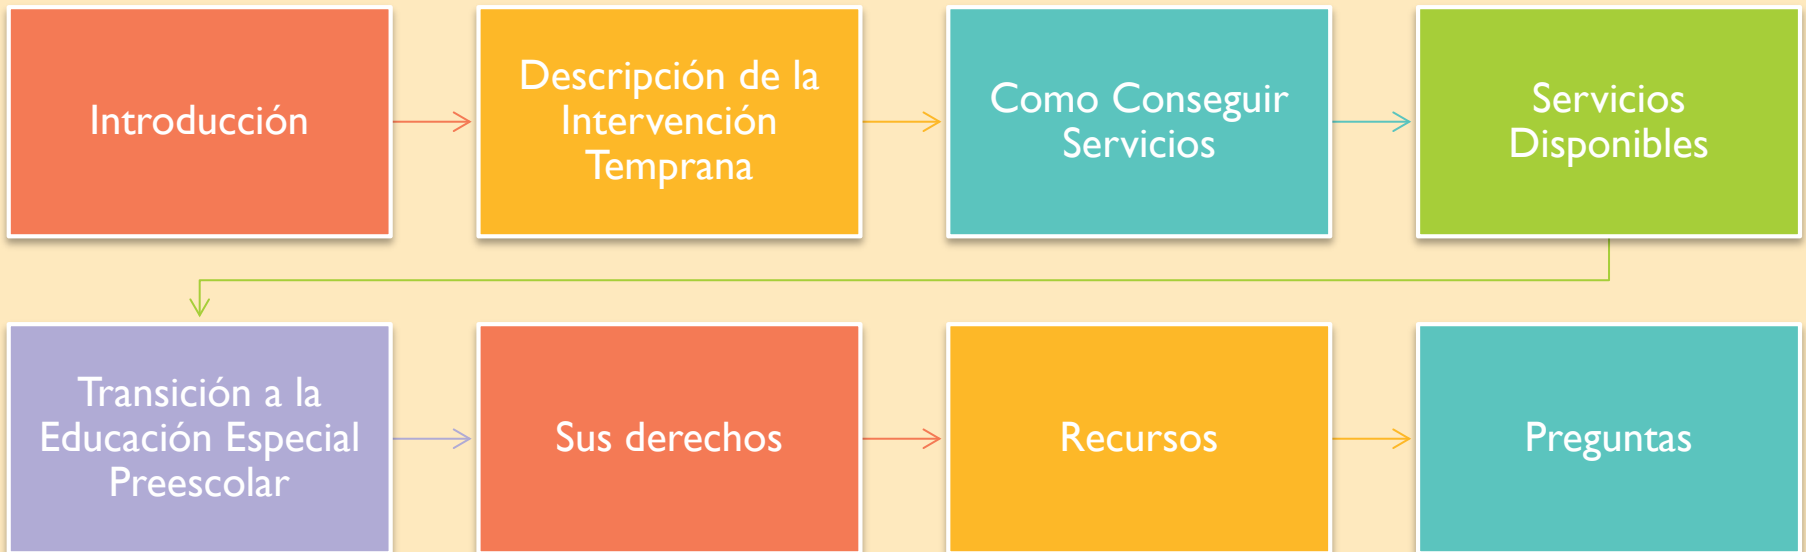 Introducción
Descripción de la
Intervención
Temprana
Como Conseguir
Servicios
Servicios
Disponibles
Transición a la
Educación Especial
Preescolar
Sus derechos
Recursos
Preguntas